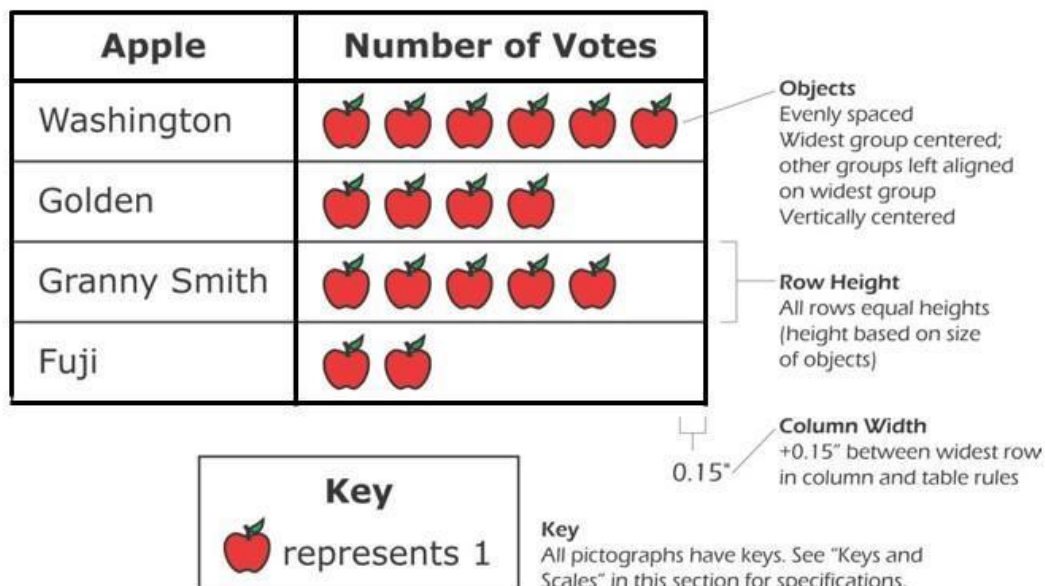 Apple
Number of Votes
Washington
Golden
Granny Smith
Fuji
Objects
Evenly spaced
Widest group centered;
other groups left aligned
on widest group
Vertically centered
Row Height
All rows equal heights
(height based on size
of objects)
Column Width
+0.15" between widest row
in column and table rules
0.15"
Key
represents 1
Key
All pictographs have keys. See "Keys and
Scales" in this section for specifications.